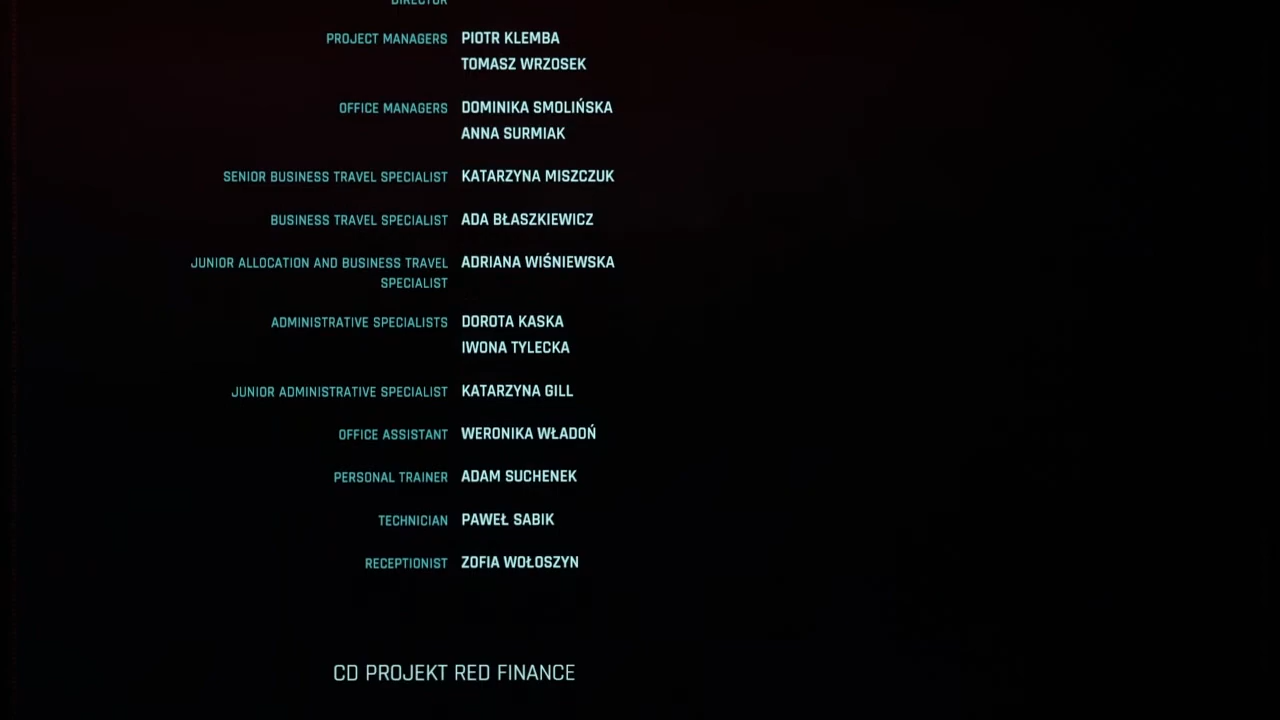 DIRECTOR
PROJECT MANAGERS PIOTR KLEMBA
TOMASZ WRZOSEK
OFFICE MANAGERS DOMINIKA SMOLIŃSKA
ANNA SURMIAK
SENIOR BUSINESS TRAVEL SPECIALIST KATARZYNA MISZCZUK
BUSINESS TRAVEL SPECIALIST ADA BŁASZKIEWICZ
JUNIOR ALLOCATION AND BUSINESS TRAVEL ADRIANA WIŚNIEWSKA
SPECIALIST
ADMINISTRATIVE SPECIALISTS DOROTA KASKA
IWONA TYLECKA
JUNIOR ADMINISTRATIVE SPECIALIST KATARZYNA GILL
OFFICE ASSISTANT WERONIKA WŁADOŃ
PERSONAL TRAINER ADAM SUCHENEK
TECHNICIAN PAWEŁ SABIK
RECEPTIONIST ZOFIA WOŁOSZYN
CD PROJEKT RED FINANCE